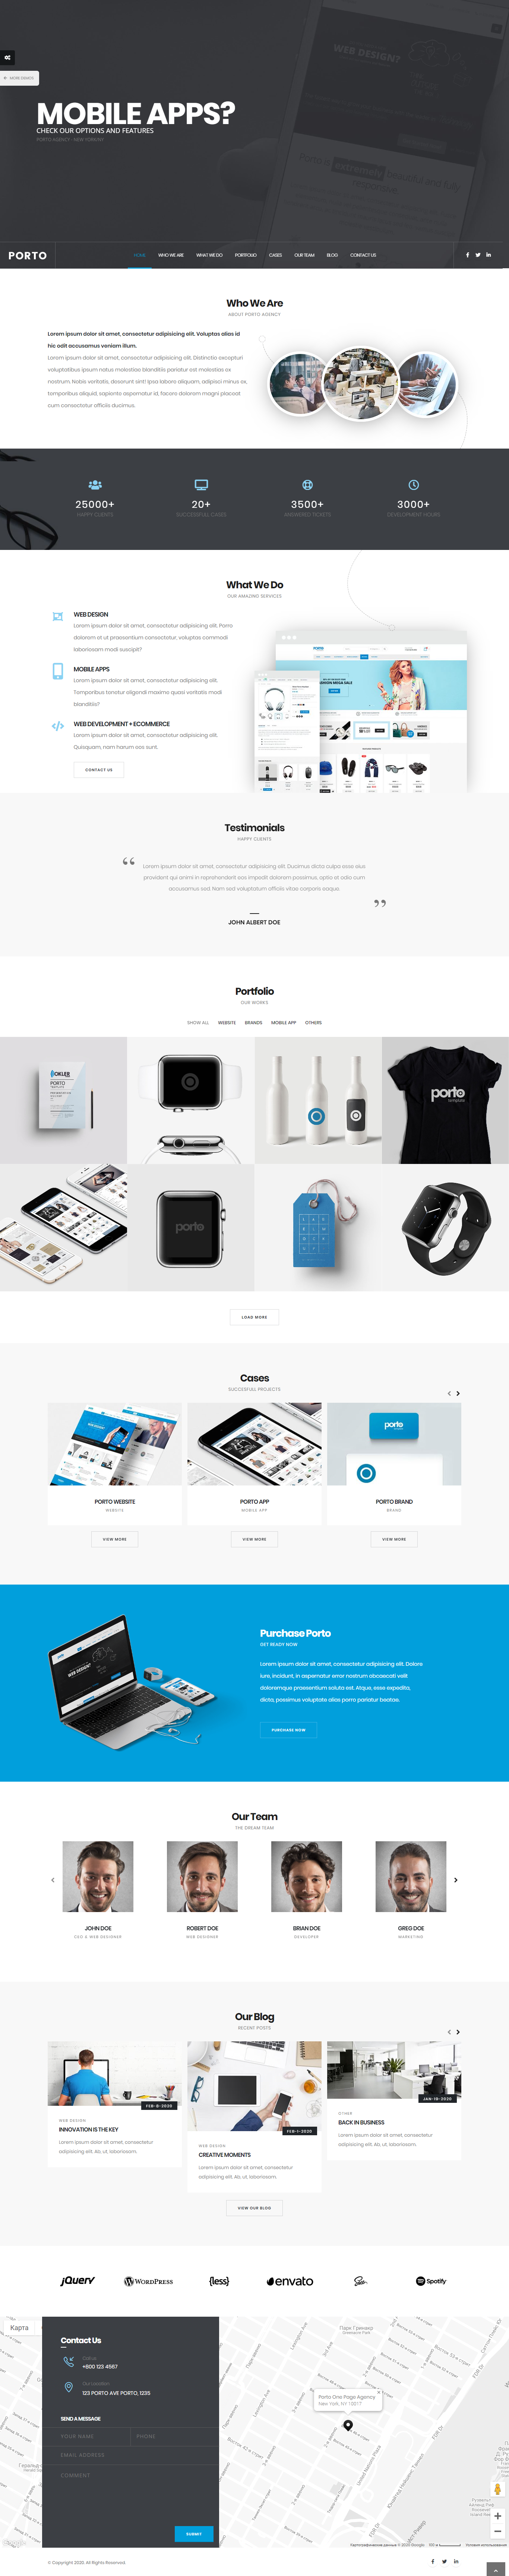 MORE DEMOS
WEB DESIGN?
MOBILE APPS?
CHECK OUR OPTIONS AND FEATURES
PORTO AGENCY - NEW YORK NY
PORTO
HOME WHO WE ARE WHAT WE DO PORTFOLIO CASES OUR TEAM BLOG CONTACT US
Who We Are
ABOUT PORTO AGENCY
Lorem ipsum dolor sit amet, consectetur adipisicing elit. Voluptas alias id
hic odit accusamus veniam illum.
Lorem ipsum dolor sit amet, consectetur adipisicing elit. Distinctio excepturi
voluptatibus ipsum natus molestias blanditiis pariatur est molestias ex
nostrum. Nobis veritatis, deserunt sint! Ipsa labore aliquam, adipisci minus ex,
temporibus aliquid, sapiente aspernatur id, facere dolorem magni placeat
cum consectetur officiis ducimus.
25000+
HAPPY CLIENTS
20+
SUCCESSFULL CASES
3500+
ANSWERED TICKETS
3000+
DEVELOPMENT HOURS
What We Do
OUR AMAZING SERVICES
WEB DESIGN
Lorem ipsum dolor sit amet, consectetur adipisicing elit. Porro
dolorem at ut praesentium consectetur, voluptas commodi
laboriosam modi suscipit?
MOBILE APPS
Lorem ipsum dolor sit amet, consectetur adipisicing elit.
Temporibus tenetur eligendi maxime quasi veritatis modi
blanditiis?
WEB DEVELOPMENT + ECOMMERCE
Lorem ipsum dolor sit amet, consectetur adipisicing elit.
Quisquam, nam harum eos sunt.
CONTACT US
Testimonials
HAPPY CLIENTS
Lorem ipsum dolor sit amet, consectetur adipisicing elit. Ducimus dicta culpa esse eius
provident qui animi in reprehenderit eos impedit dolorem possimus, optio at odio cum
accusamus sed. Nam sed voluptatum officiis vitae corporis eaque.
JOHN ALBERT DOE
Portfolio
OUR WORKS
SHOW ALL WEBSITE BRANDS MOBILE APP OTHERS
OKLER
PORTO
TEMPLATE
porto
template
porto
LOAD MORE
Cases
SUCCESSFULL PROJECTS
porto
PORTO WEBSITE
WEBSITE
PORTO APP
MOBILE APP
PORTO BRAND
BRAND
VIEW MORE
VIEW MORE
VIEW MORE
WEB DESIGN?
Purchase Porto
GET READY NOW
Lorem ipsum dolor sit amet, consectetur adipisicing elit. Dolore
iure, incidunt, in aspernatur error nostrum obcaecati velit
doloremque praesentium soluta est. Atque, esse expedita,
dicta, possimus voluptate alias porro pariatur beatae.
PURCHASE NOW
Our Team
THE DREAM TEAM
JOHN DOE
CEO & WEB DESIGNER
ROBERT DOE
WEB DESIGNER
BRIAN DOE
DEVELOPER
GREG DOE
MARKETING
Our Blog
RECENT POSTS
FEB-6-2020
WEB DESIGN
INNOVATION IS THE KEY
Lorem ipsum dolor sit amet, consectetur
adipisicing elit. Ab, ut, laboriosam.
FEB-1-2020
WEB DESIGN
CREATIVE MOMENTS
Lorem ipsum dolor sit amet, consectetur
adipisicing elit. Ab, ut, laboriosam.
JAN-18-2020
OTHER
BACK IN BUSINESS
Lorem ipsum dolor sit amet, consectetur
adipisicing elit. Ab, ut, laboriosam.
VIEW OUR BLOG
jQuery
WORDPRESS
{less}
envato
Sass
Spotify
Карта
Contact Us
Call us
+800 123 4567
Our Location
123 PORTO AVE PORTO, 1235
SEND A MESSAGE
YOUR NAME
PHONE
EMAIL ADDRESS
COMMENT
SUBMIT
Porto One Page Agency
New York, NY 10017
Google
© Copyright 2020. All Rights Reserved.